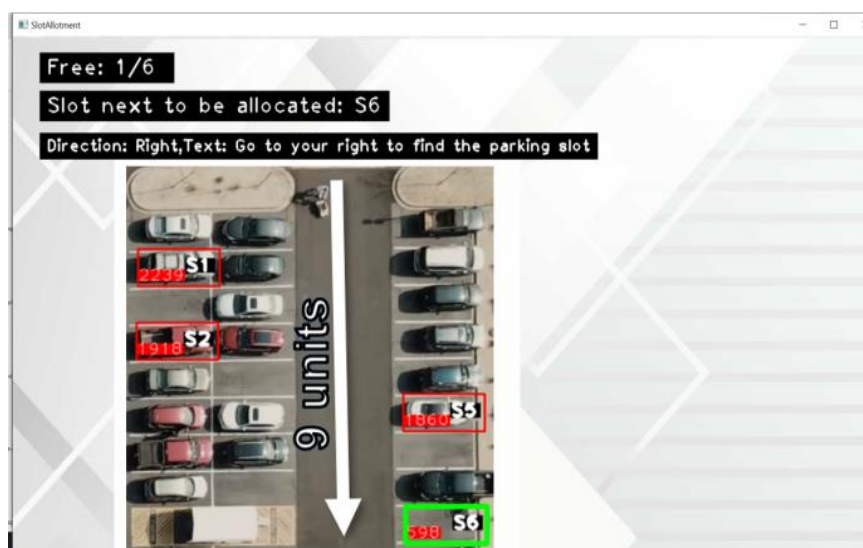 SlotAllotment
Free: 1/6
Slot next to be allocated: S6
Direction: Right,Text: Go to your right to find the parking slot
S1
2239
S2
1918
9 units
S5
1860
S6
598